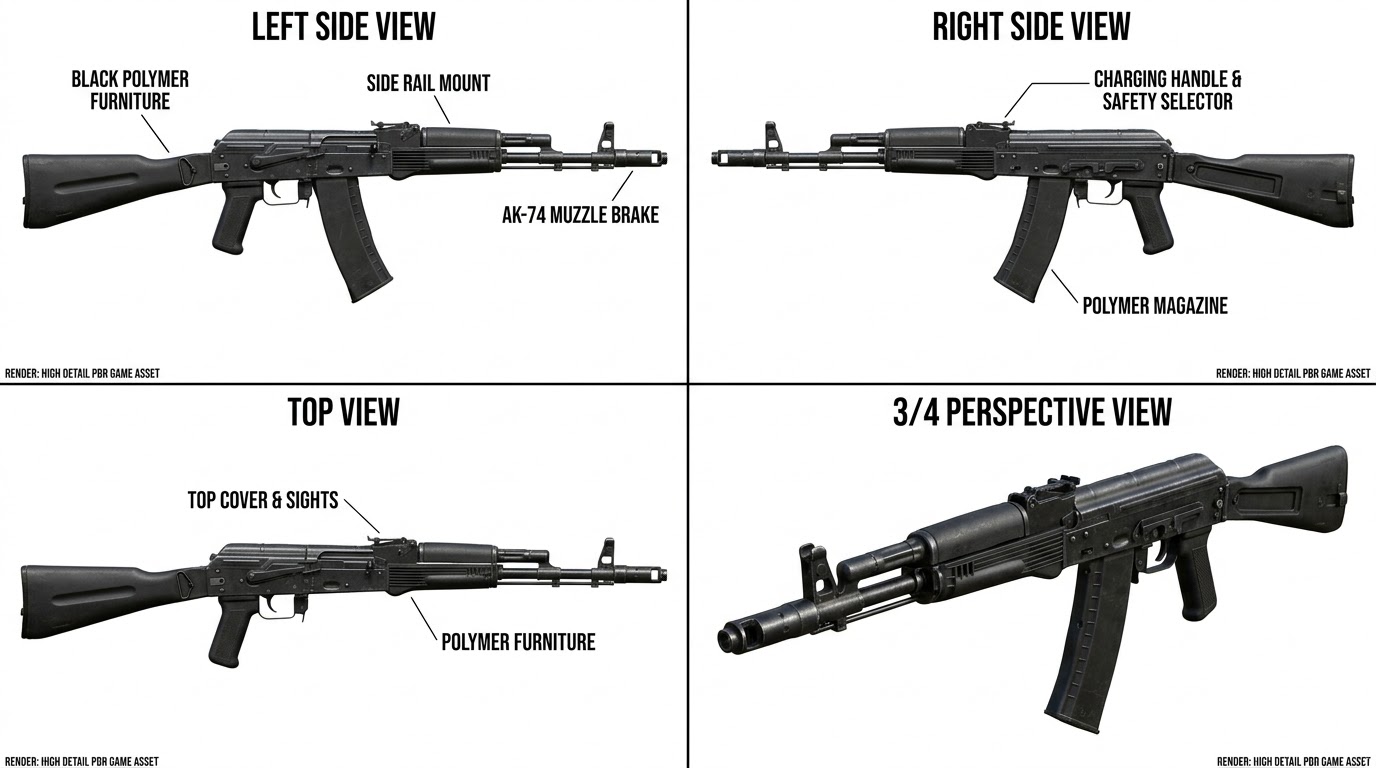 LEFT SIDE VIEW
BLACK POLYMER
FURNITURE
SIDE RAIL MOUNT
AK-74 MUZZLE BRAKE
RENDER: HIGH DETAIL PBR GAME ASSET
RIGHT SIDE VIEW
CHARGING HANDLE &
SAFETY SELECTOR
POLYMER MAGAZINE
RENDER: HIGH DETAIL PBR GAME ASSET
TOP VIEW
TOP COVER & SIGHTS
POLYMER FURNITURE
RENDER: HIGH DETAIL PBR GAME ASSET
3/4 PERSPECTIVE VIEW
RENDER: HIGH DETAIL PBR GAME ASSET